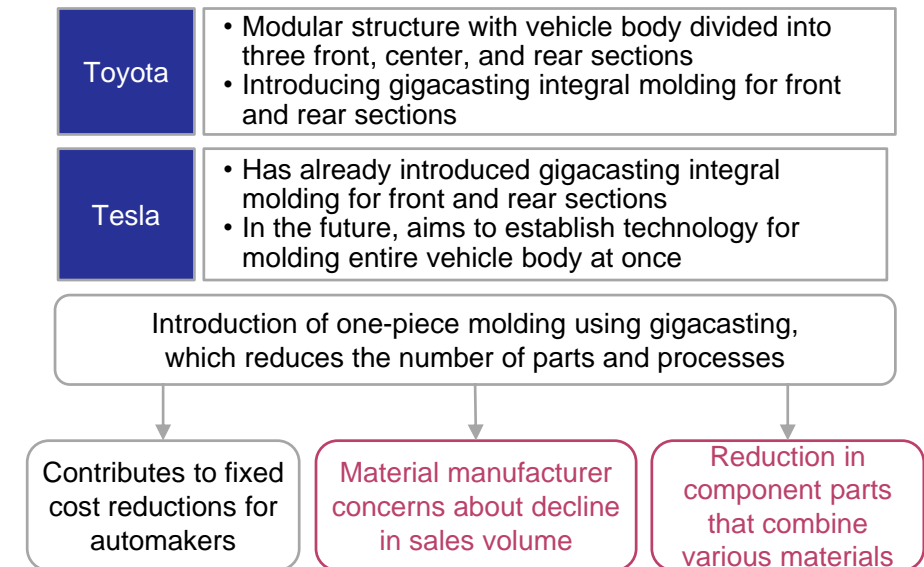 Toyota
• Modular structure with vehicle body divided into
three front, center, and rear sections
• Introducing gigacasting integral molding for front
and rear sections
Tesla
• Has already introduced gigacasting integral
molding for front and rear sections
• In the future, aims to establish technology for
molding entire vehicle body at once
Introduction of one-piece molding using gigacasting,
which reduces the number of parts and processes
Contributes to fixed
cost reductions for
automakers
Material manufacturer
concerns about decline
in sales volume
Reduction in
component parts
that combine
various materials